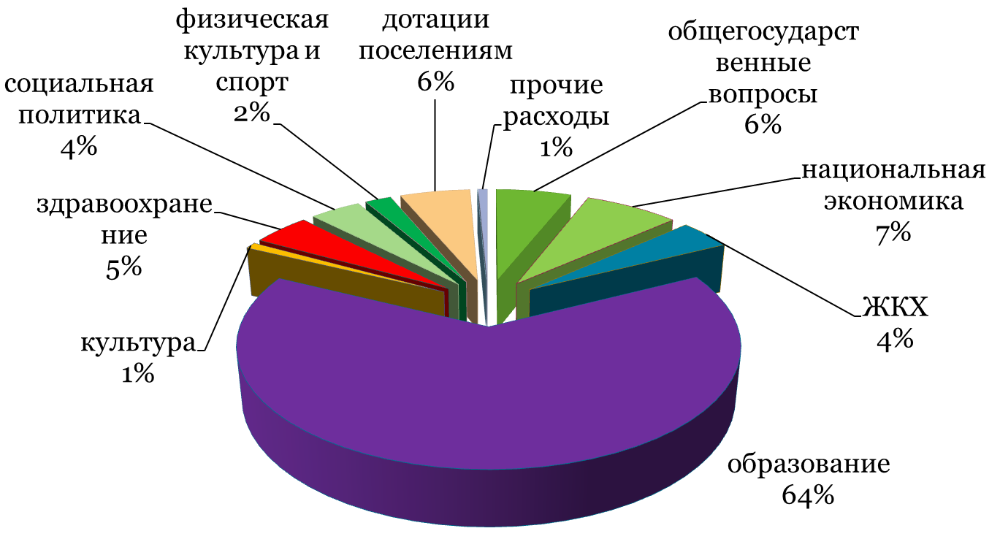 физическая
культура и
спорт
2%
дотации
поселениям
6%
прочие
расходы
1%
общегосударст
венные
вопросы
6%
социальная
политика
4%
национальная
экономика
7%
здравоохране
ние
5%
ЖКХ
4%
культура
1%
образование
64%